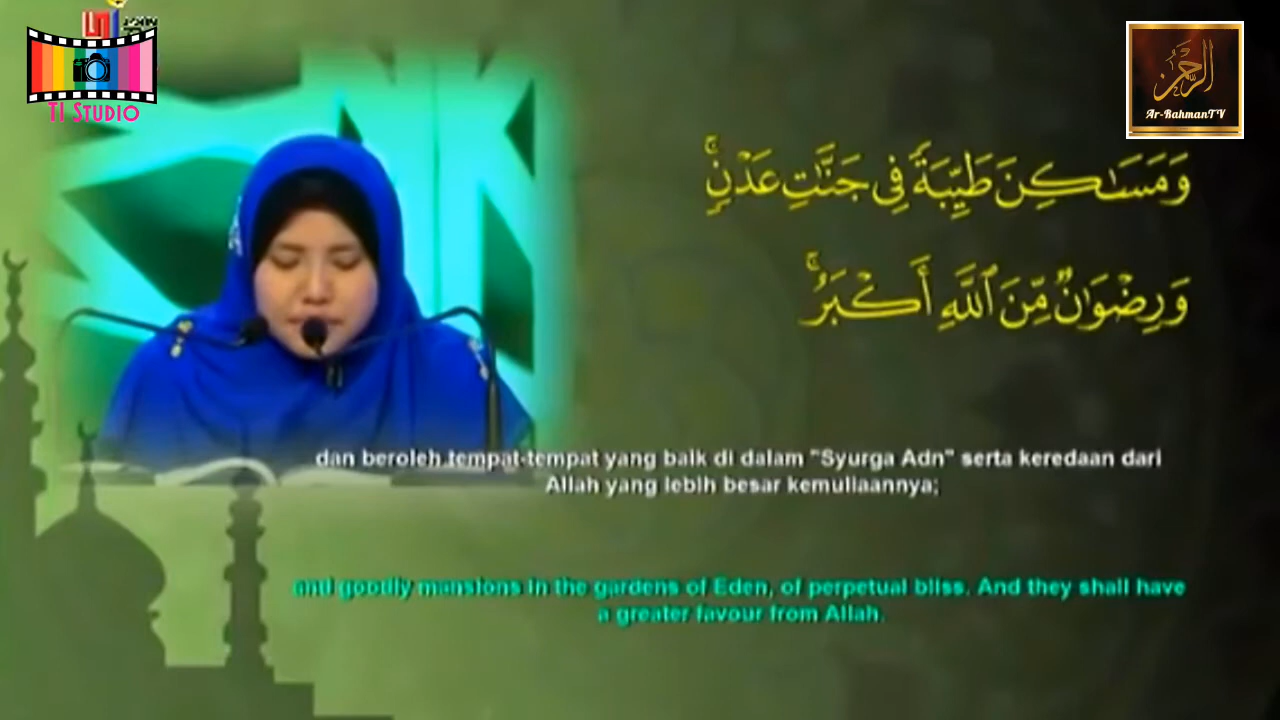 TI STUDIO
الرحمن
Ar-RahmanTV
وَمَسَٰكِنَ طَيِّبَةً فِى جَنَّٰتِ عَدْنٍ ۚ
وَرِضْوَٰنٌ مِّنَ ٱللَّهِ أَكْبَرُ ۚ
dan beroleh tempat-tempat yang baik di dalam "Syurga Adn" serta keredaan dari
Allah yang lebih besar kemuliaannya;
and goodly mansions in the gardens of Eden, of perpetual bliss. And they shall have
a greater favour from Allah.